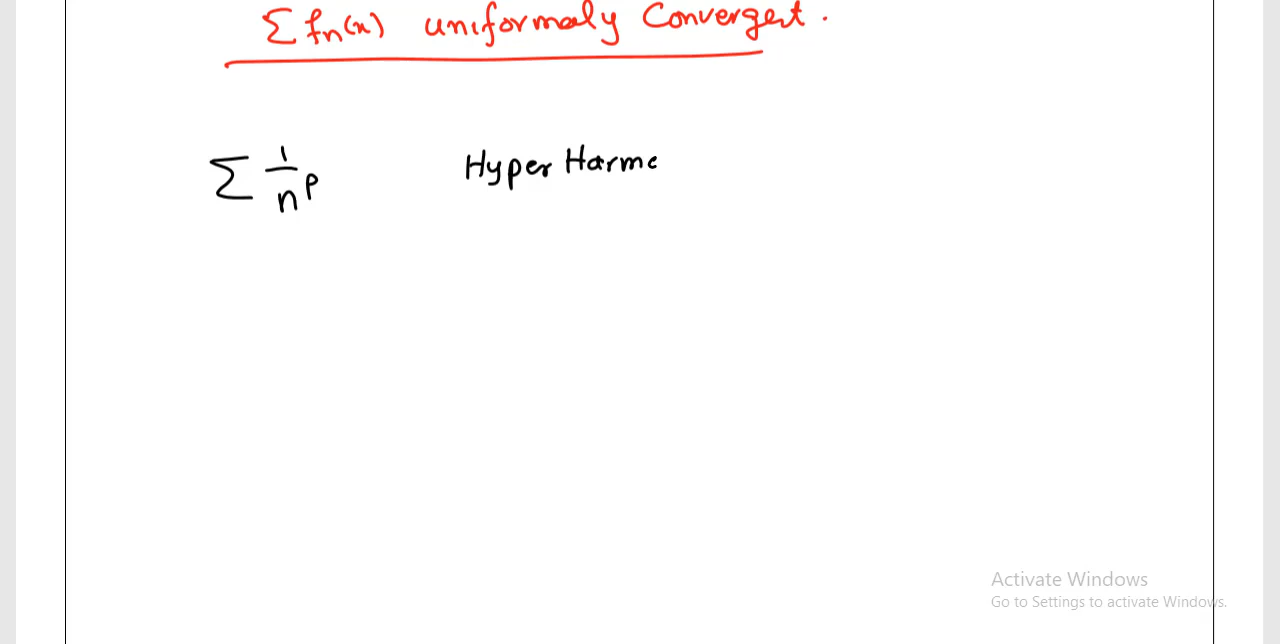 Σ fn(x) uniformaly Convergent.
Σ 1/n^p Hyper Harmo
Activate Windows
Go to Settings to activate Windows.